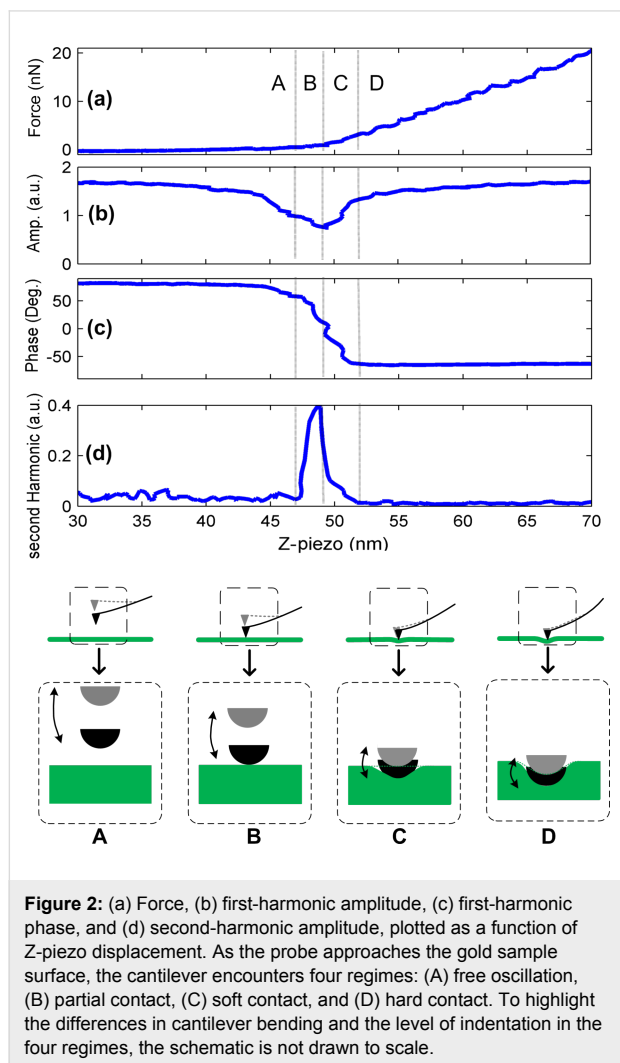 20
10
0
Force (nN)
(a)
A B C D
2
1
0
Amp. (a.u.)
(b)
50
0
-50
Phase (Deg.)
(c)
0.4
0.2
0
second Harmonic (a.u.)
(d)
30 35 40 45 50 55 60 65 70
Z-piezo (nm)
A B C D
Figure 2: (a) Force, (b) first-harmonic amplitude, (c) first-harmonic
phase, and (d) second-harmonic amplitude, plotted as a function of
Z-piezo displacement. As the probe approaches the gold sample
surface, the cantilever encounters four regimes: (A) free oscillation,
(B) partial contact, (C) soft contact, and (D) hard contact. To highlight
the differences in cantilever bending and the level of indentation in the
four regimes, the schematic is not drawn to scale.